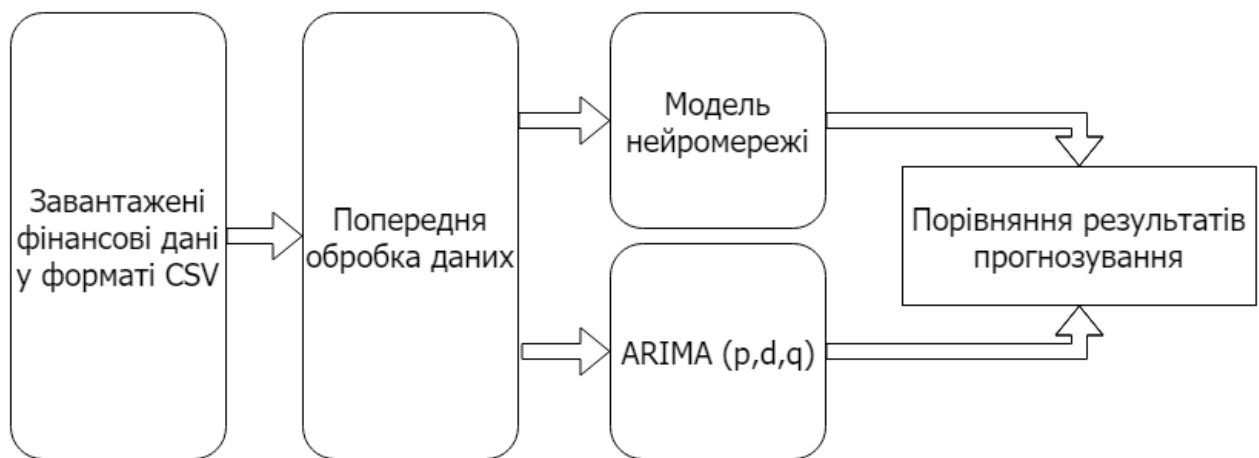 Завантажені
фінансові дані
у форматі CSV
Попередня
обробка даних
Модель
нейромережі
ARIMA (p,d,q)
Порівняння результатів
прогнозування